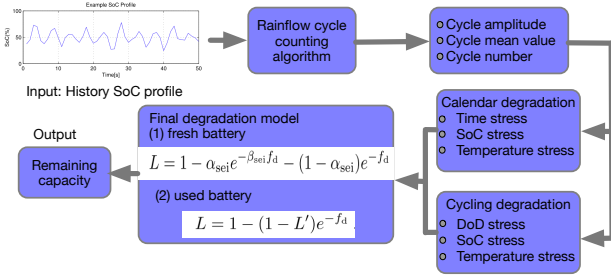 Example SoC Profile
SoC(%)
100
50
0
0 10 20 30 40 50
Time[s]
Input: History SoC profile
Rainflow cycle
counting
algorithm
Cycle amplitude
Cycle mean value
Cycle number
Calendar degradation
Time stress
SoC stress
Temperature stress
Cycling degradation
DoD stress
SoC stress
Temperature stress
Final degradation model
(1) fresh battery
L = 1 − α_sei e^{−β_sei f_d} − (1 − α_sei)e^{−f_d}
(2) used battery
L = 1 − (1 − L′)e^{−f_d}.
Output
Remaining
capacity